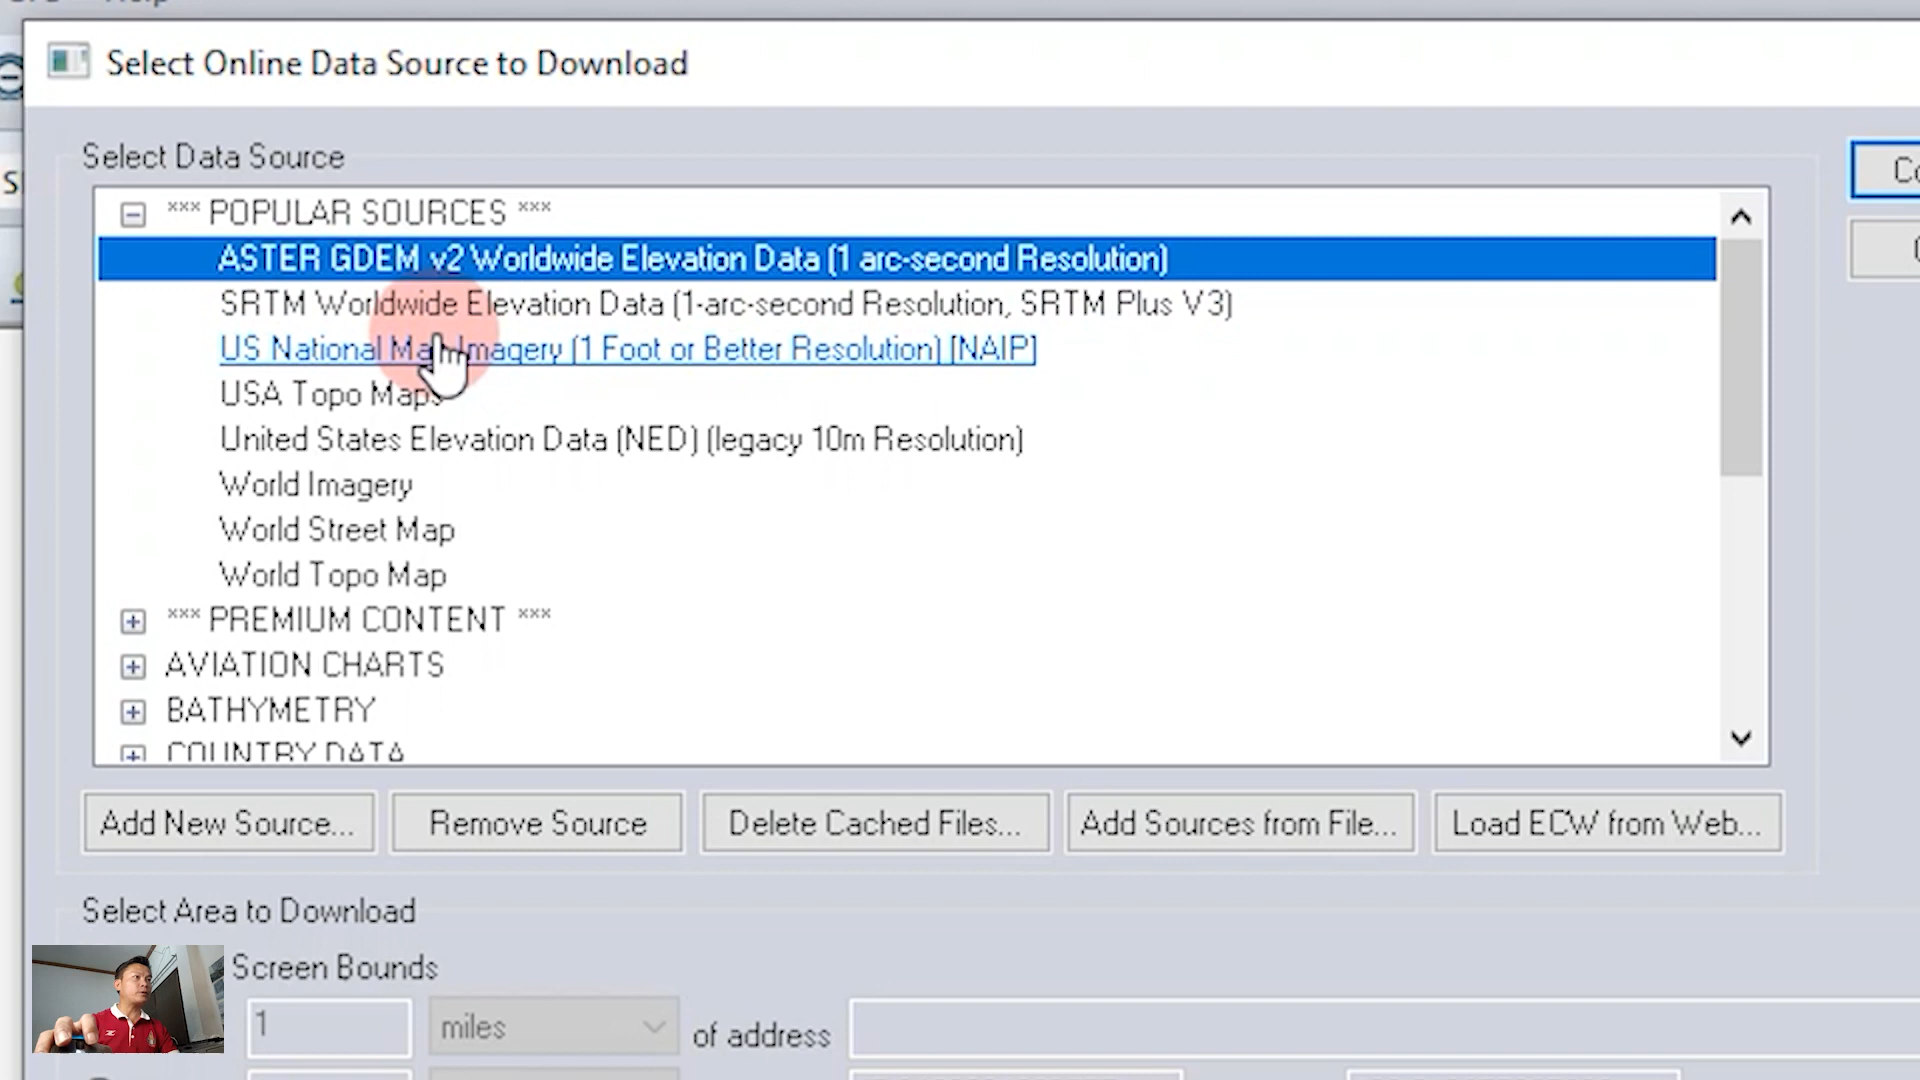 Help
Select Online Data Source to Download
Select Data Source
*** POPULAR SOURCES ***
ASTER GDEM v2 Worldwide Elevation Data (1 arc-second Resolution)
SRTM Worldwide Elevation Data (1-arc-second Resolution, SRTM Plus V3)
US National Map Imagery (1 Foot or Better Resolution) [NAIP]
USA Topo Maps
United States Elevation Data (NED) (legacy 10m Resolution)
World Imagery
World Street Map
World Topo Map
*** PREMIUM CONTENT ***
AVIATION CHARTS
BATHYMETRY
COUNTRY DATA
Add New Source... Remove Source Delete Cached Files... Add Sources from File... Load ECW from Web...
Select Area to Download
Screen Bounds
1 miles of address